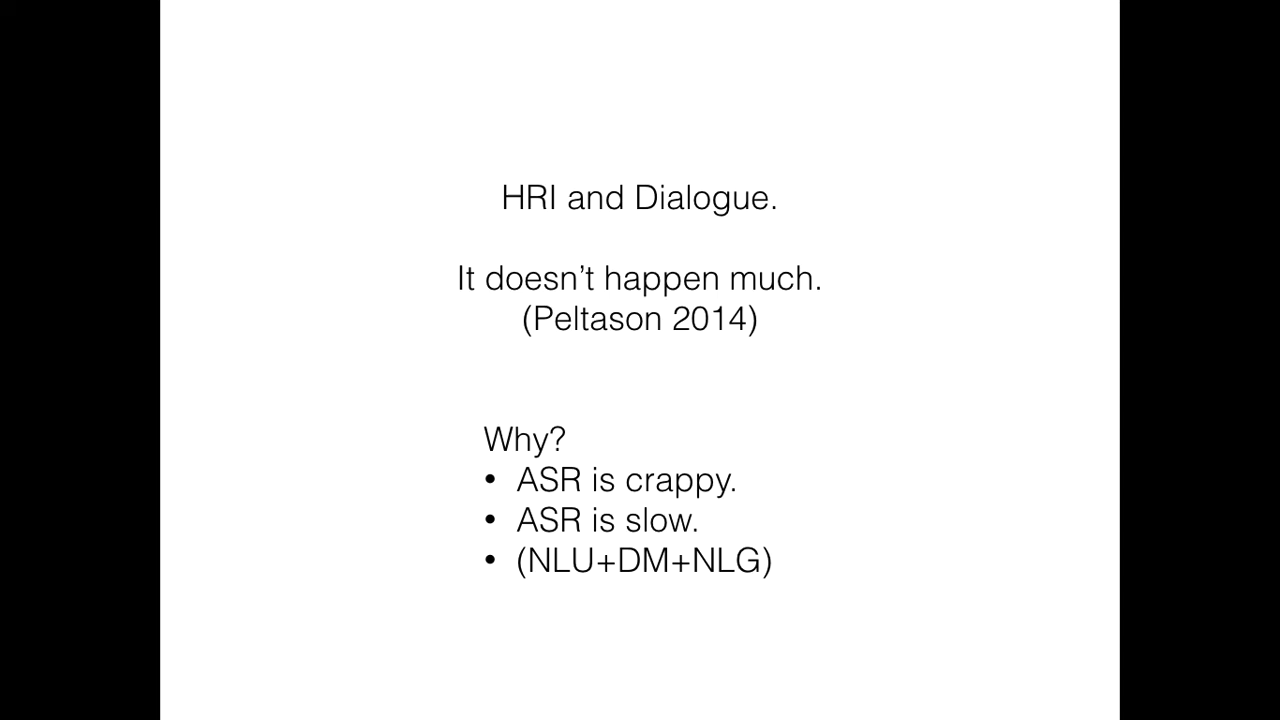 HRI and Dialogue.
It doesn’t happen much.
(Peltason 2014)
Why?
• ASR is crappy.
• ASR is slow.
• (NLU+DM+NLG)